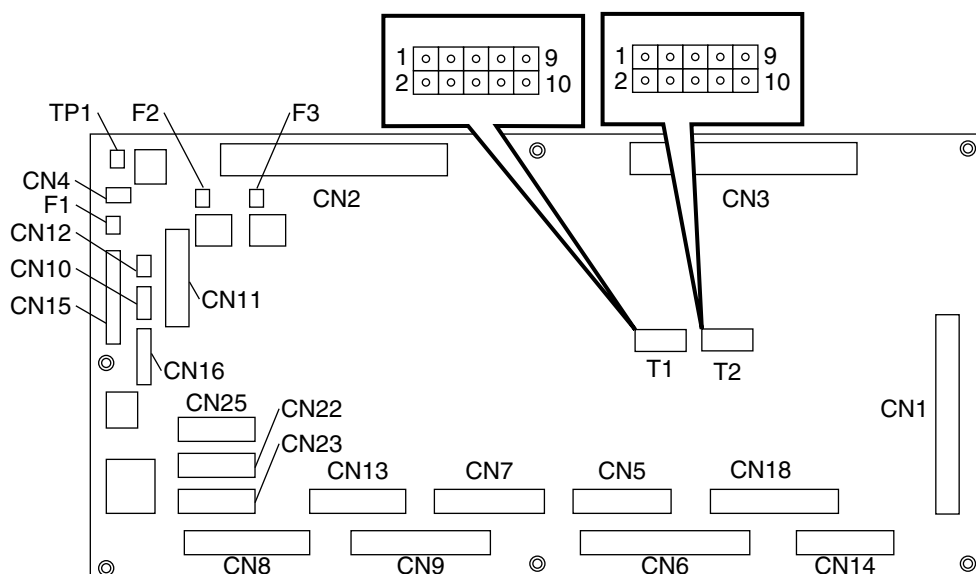 1 9
2 10
1 9
2 10
TP1
F2
F3
CN4
F1
CN12
CN10
CN15
CN2
CN3
CN11
CN16
T1
T2
CN25
CN22
CN23
CN1
CN13
CN7
CN5
CN18
CN8
CN9
CN6
CN14